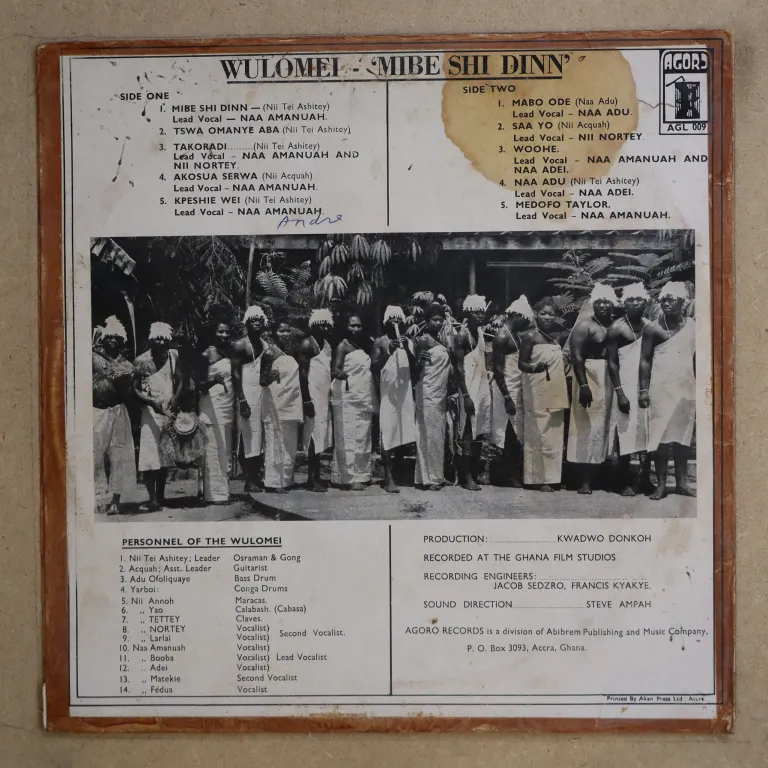 WULOMEI - 'MIBE SHI DINN'
AGORO
AGL 009
SIDE ONE
1. MIBE SHI DINN — (Nii Tei Ashitey)
Lead Vocal — NAA AMANUAH.
2. TSWA OMANYE ABA (Nii Tei Ashitey)
3. TAKORADI.........(Nii Tei Ashitey)
Lead Vocal – NAA AMANUAH AND
NII NORTEY.
4. AKOSUA SERWA (Nii Acquah)
Lead Vocal – NAA AMANUAH.
5. KPESHIE WEI (Nii Tei Ashitey)
Lead Vocal – NAA AMANUAH.
Andre
SIDE TWO
1. MABO ODE (Naa Adu)
Lead Vocal – NAA ADU.
2. SAA YO (Nii Acquah)
Lead Vocal – NII NORTEY.
3. WOOHE.
Lead Vocal – NAA AMANUAH AND
NAA ADEI.
4. NAA ADU (Nii Tei Ashitey)
Lead Vocal – NAA ADEI.
5. MEDOFO TAYLOR.
Lead Vocal – NAA AMANUAH.
PERSONNEL OF THE WULOMEI
1. Nii Tei Ashitey; Leader Osraman & Gong
2. Acquah; Asst. Leader Guitarist
3. Adu Ofoliquaye Bass Drum
4. Yarboi: Conga Drums
5. Nii Annoh Maracas.
6. ,, Yao Calabash. (Cabasa)
7. ,, TETTEY Claves.
8. ,, NORTEY Vocalist)
Second Vocalist.
9. ,, Larlai Vocalist)
10. Naa Amanuah Vocalist)
11. ,, Booba Vocalist) Lead Vocalist
12. ,, Adei Vocalist)
13. ,, Matekie Second Vocalist
14. ,, Fédua Vocalist
PRODUCTION: ........................ KWADWO DONKOH
RECORDED AT THE GHANA FILM STUDIOS
RECORDING ENGINEERS: ........................
JACOB SEDZRO, FRANCIS KYAKYE.
SOUND DIRECTION ................ STEVE AMPAH
AGORO RECORDS is a division of Abibrem Publishing and Music Company.
P. O. Box 3093, Accra, Ghana.
Printed By Akan Press Ltd., Accra.